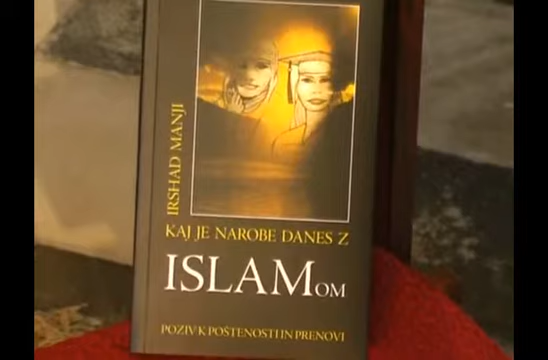 IRSHAD MANJI
KAJ JE NAROBE DANES Z
ISLAMOM
POZIV K POŠTENOSTI IN PRENOVI